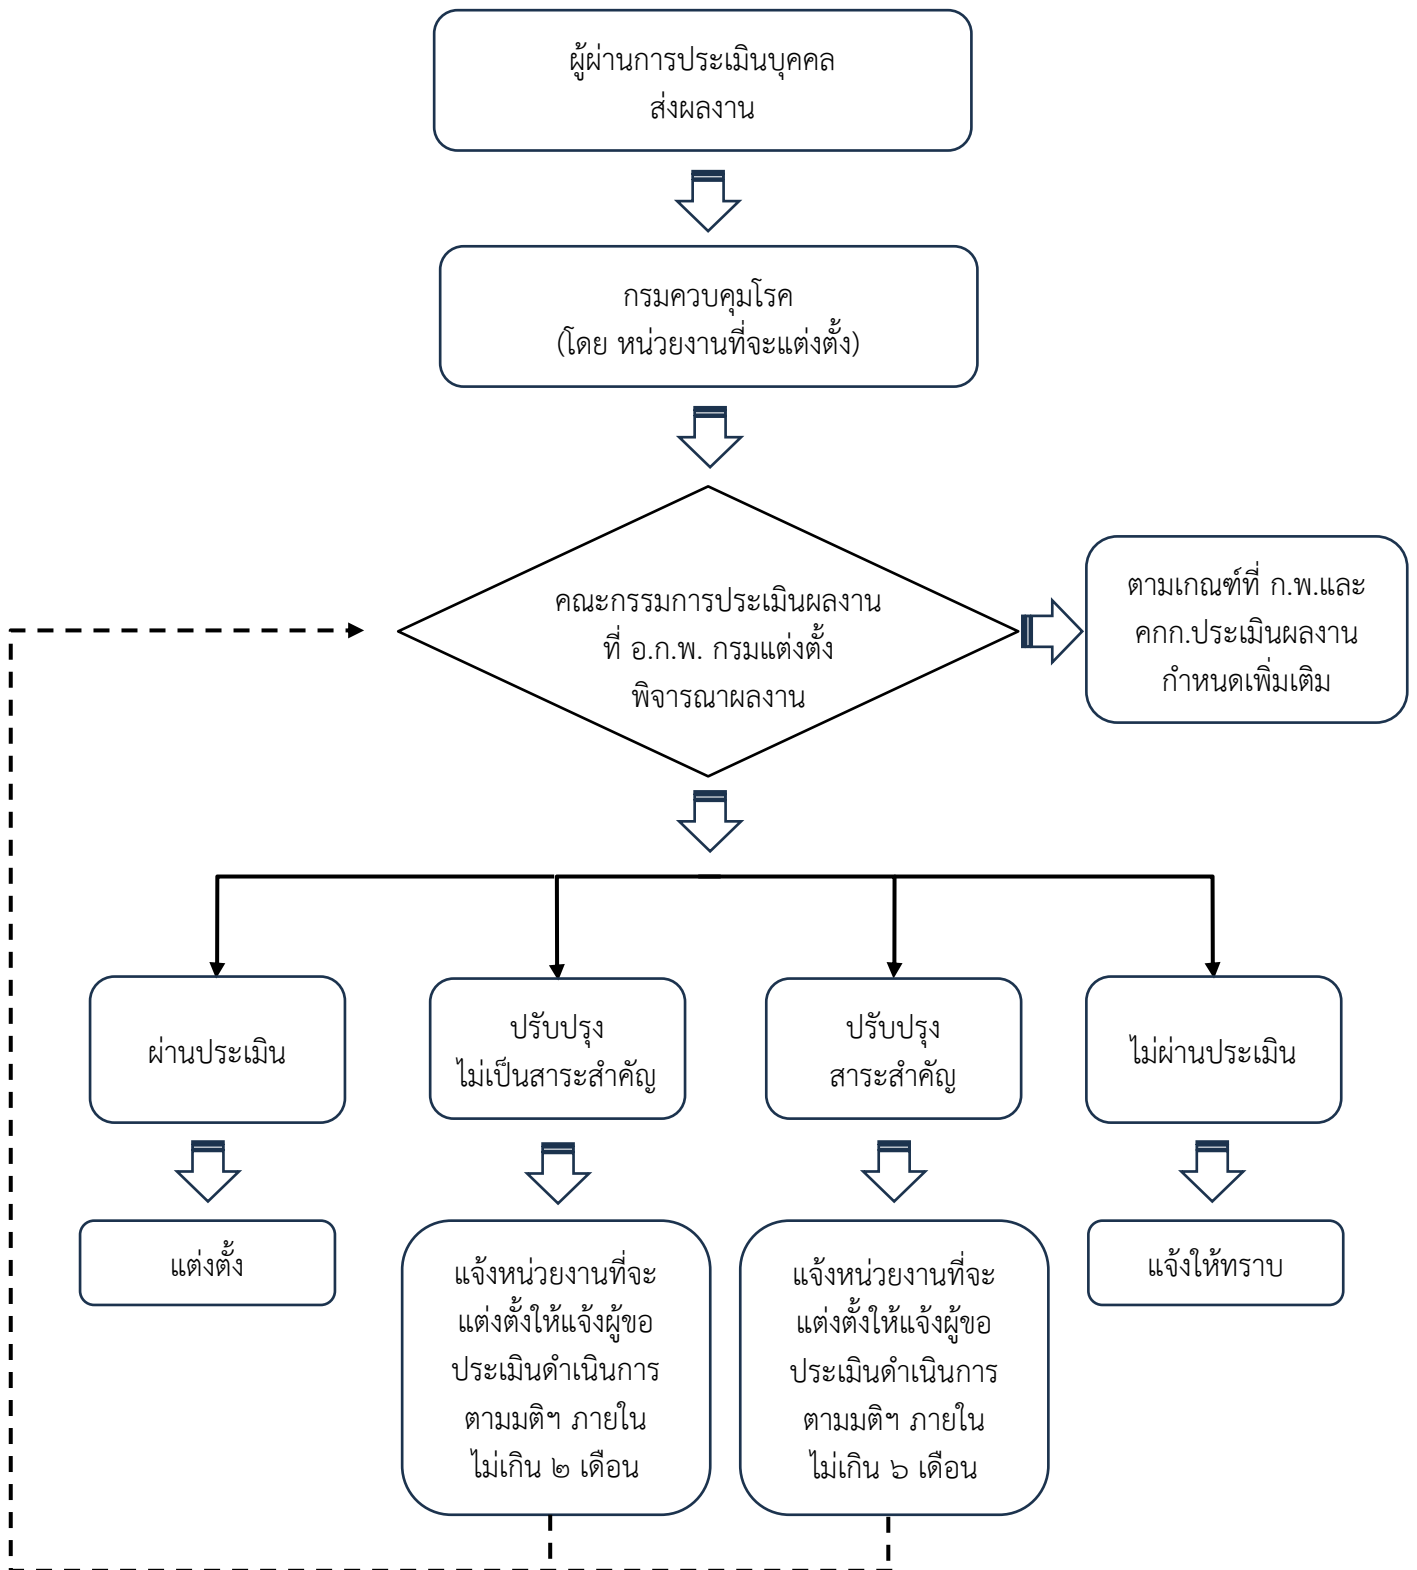 ผู้ผ่านการประเมินบุคคล
ส่งผลงาน
กรมควบคุมโรค
(โดย หน่วยงานที่จะแต่งตั้ง)
คณะกรรมการประเมินผลงาน
ที่ อ.ก.พ. กรมแต่งตั้ง
พิจารณาผลงาน
ตามเกณฑ์ที่ ก.พ.และ
คกก.ประเมินผลงาน
กำหนดเพิ่มเติม
ผ่านประเมิน
ปรับปรุง
ไม่เป็นสาระสำคัญ
ปรับปรุง
สาระสำคัญ
ไม่ผ่านประเมิน
แต่งตั้ง
แจ้งหน่วยงานที่จะ
แต่งตั้งให้แจ้งผู้ขอ
ประเมินดำเนินการ
ตามมติฯ ภายใน
ไม่เกิน ๒ เดือน
แจ้งหน่วยงานที่จะ
แต่งตั้งให้แจ้งผู้ขอ
ประเมินดำเนินการ
ตามมติฯ ภายใน
ไม่เกิน ๖ เดือน
แจ้งให้ทราบ